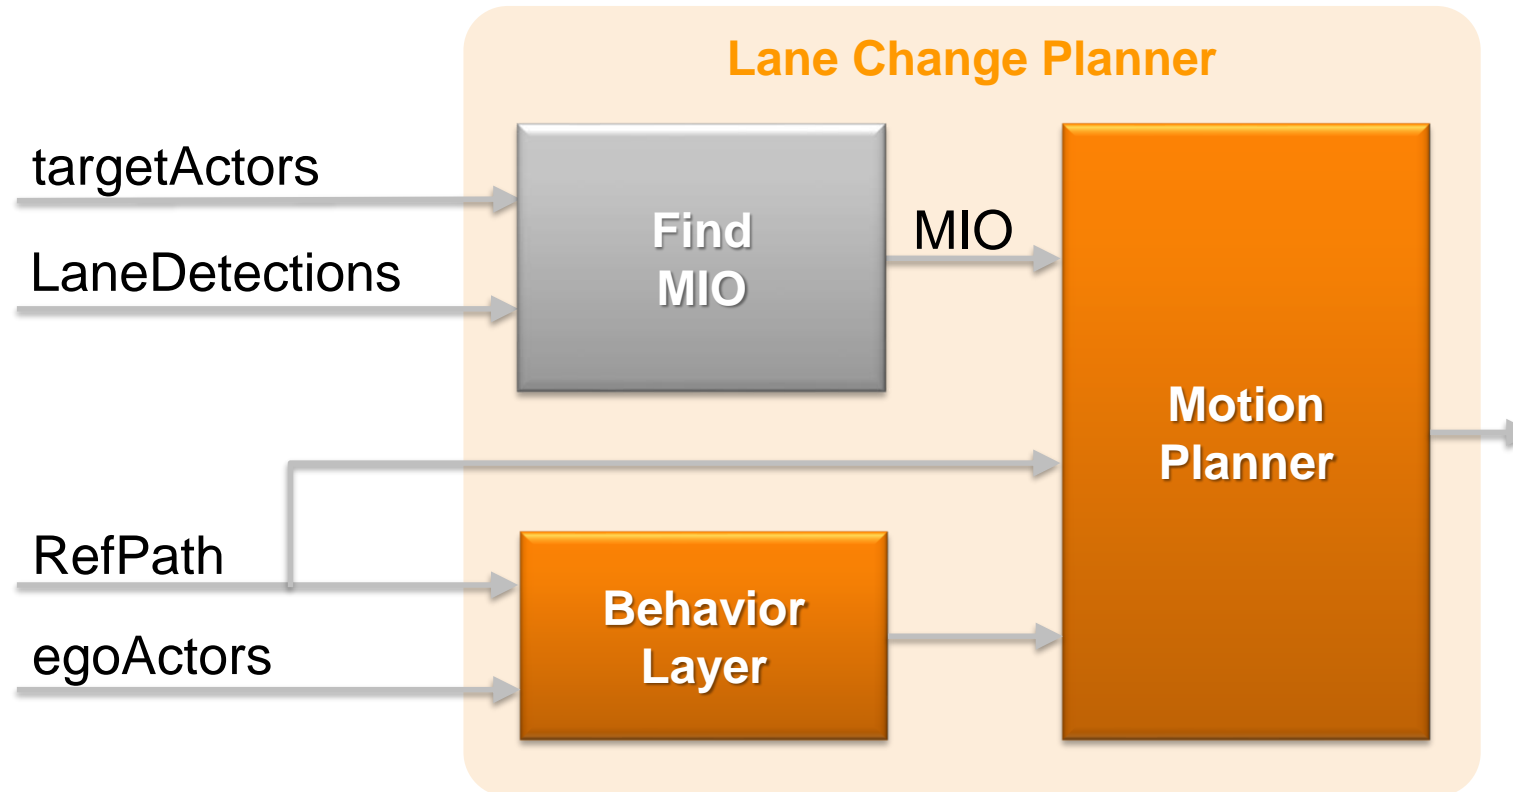 Lane Change Planner
targetActors
LaneDetections
Find
MIO
MIO
Motion
Planner
RefPath
egoActors
Behavior
Layer